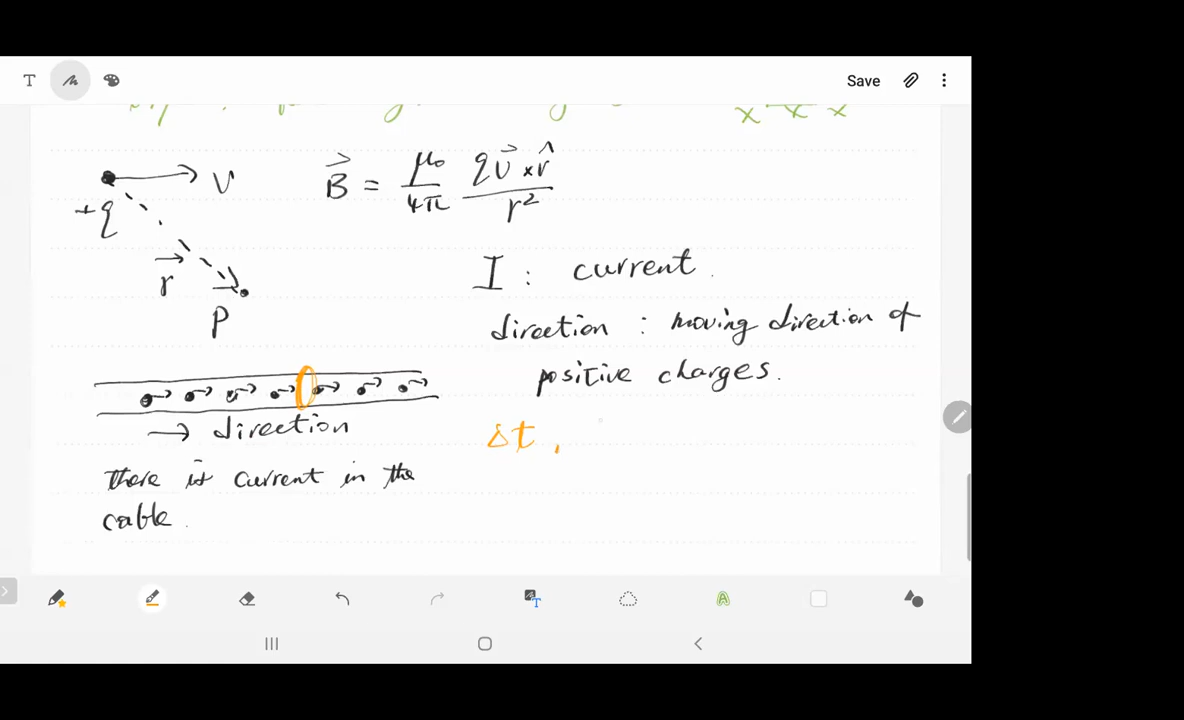 T
Save
x x x
+q
V
B⃗ = μ₀/4π qv⃗ × r̂/r²
r⃗
P
I : current.
direction : moving direction of
positive charges.
→ direction
Δt ,
there is current in the
cable.
T
A